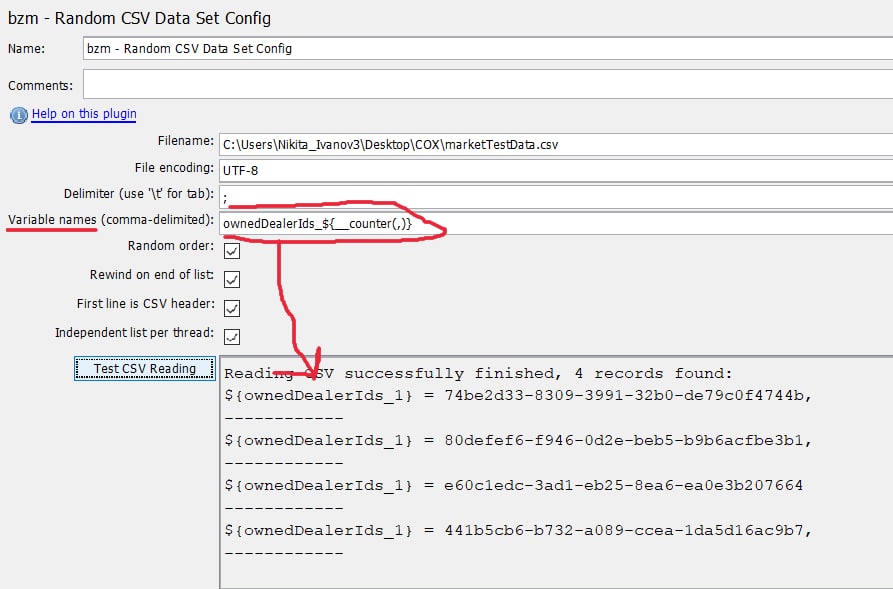 bzm - Random CSV Data Set Config
Name: bzm - Random CSV Data Set Config
Comments:
Help on this plugin
Filename: C:\Users\Nikita_Ivanov3\Desktop\COX\marketTestData.csv
File encoding: UTF-8
Delimiter (use '\t' for tab): ;
Variable names (comma-delimited): ownedDealerIds_${__counter(,)}
Random order:
Rewind on end of list:
First line is CSV header:
Independent list per thread:
Test CSV Reading
Reading CSV successfully finished, 4 records found:
${ownedDealerIds_1} = 74be2d33-8309-3991-32b0-de79c0f4744b,
------------
${ownedDealerIds_1} = 80defef6-f946-0d2e-beb5-b9b6acfbe3b1,
------------
${ownedDealerIds_1} = e60c1edc-3ad1-eb25-8ea6-ea0e3b207664
------------
${ownedDealerIds_1} = 441b5cb6-b732-a089-ccea-1da5d16ac9b7,
------------